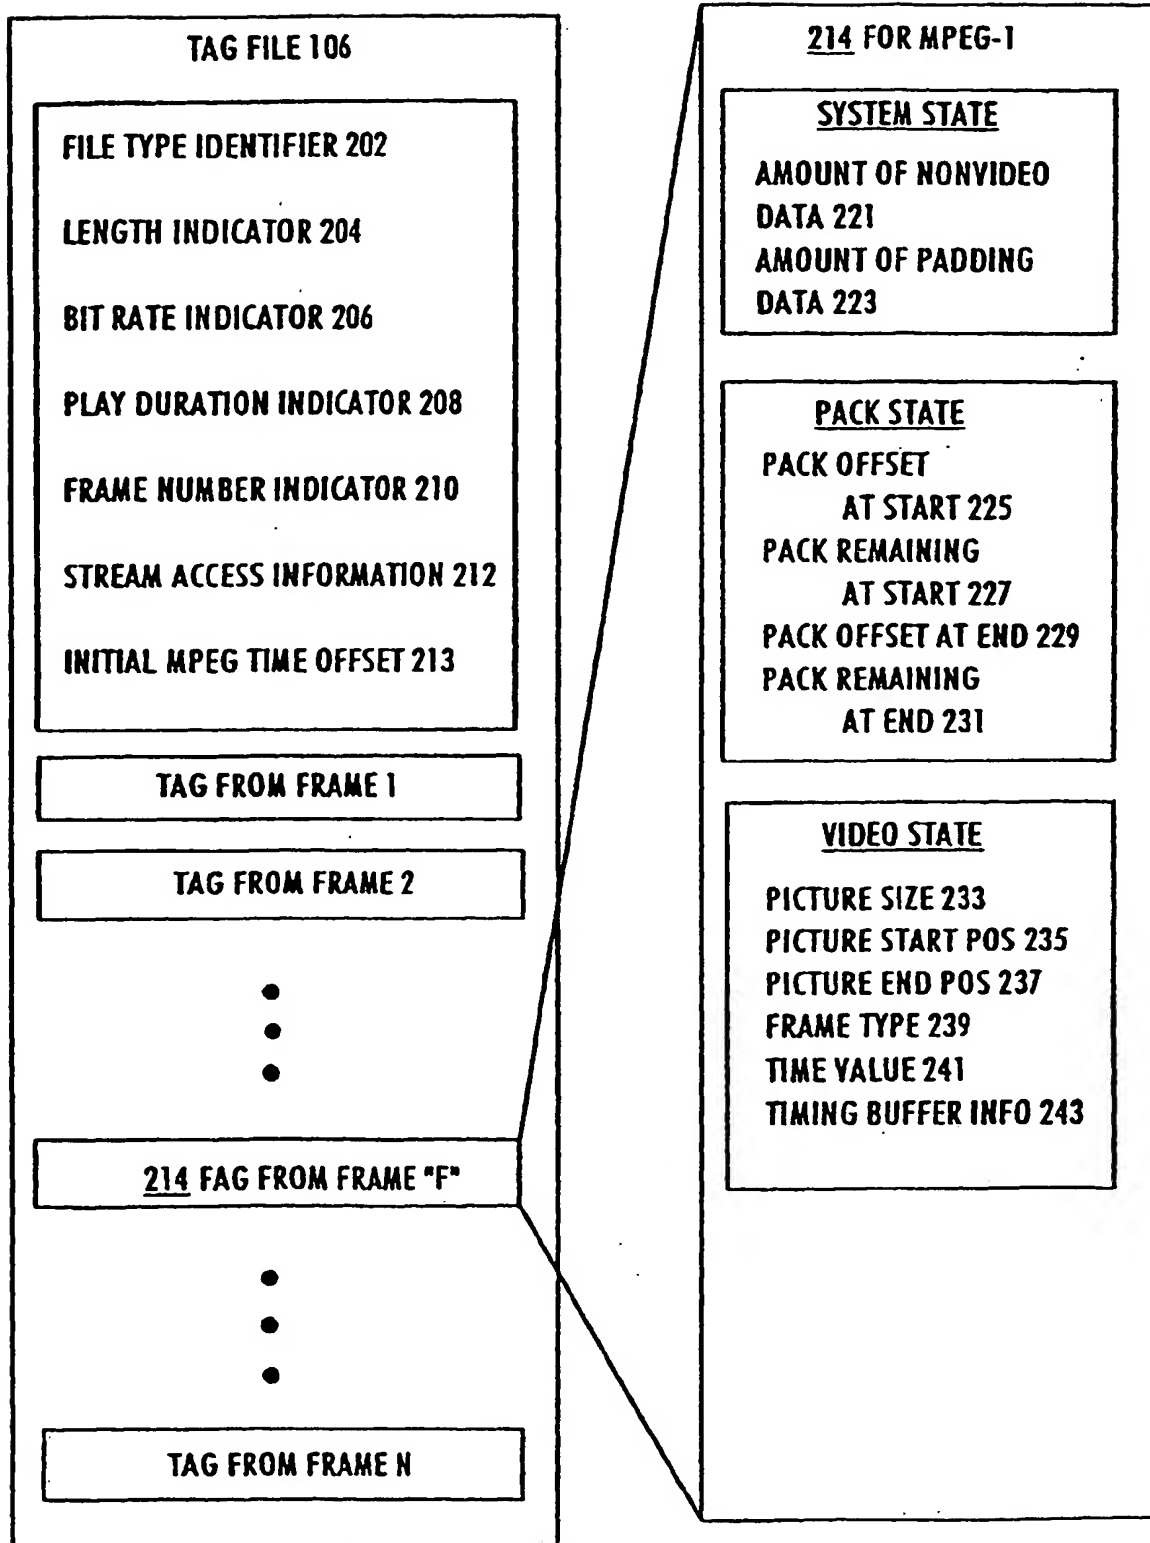 TAG FILE 106
FILE TYPE IDENTIFIER 202
LENGTH INDICATOR 204
BIT RATE INDICATOR 206
PLAY DURATION INDICATOR 208
FRAME NUMBER INDICATOR 210
STREAM ACCESS INFORMATION 212
INITIAL MPEG TIME OFFSET 213
TAG FROM FRAME 1
TAG FROM FRAME 2
214 FAG FROM FRAME "F"
TAG FROM FRAME N
214 FOR MPEG-1
SYSTEM STATE
AMOUNT OF NONVIDEO
DATA 221
AMOUNT OF PADDING
DATA 223
PACK STATE
PACK OFFSET
AT START 225
PACK REMAINING
AT START 227
PACK OFFSET AT END 229
PACK REMAINING
AT END 231
VIDEO STATE
PICTURE SIZE 233
PICTURE START POS 235
PICTURE END POS 237
FRAME TYPE 239
TIME VALUE 241
TIMING BUFFER INFO 243